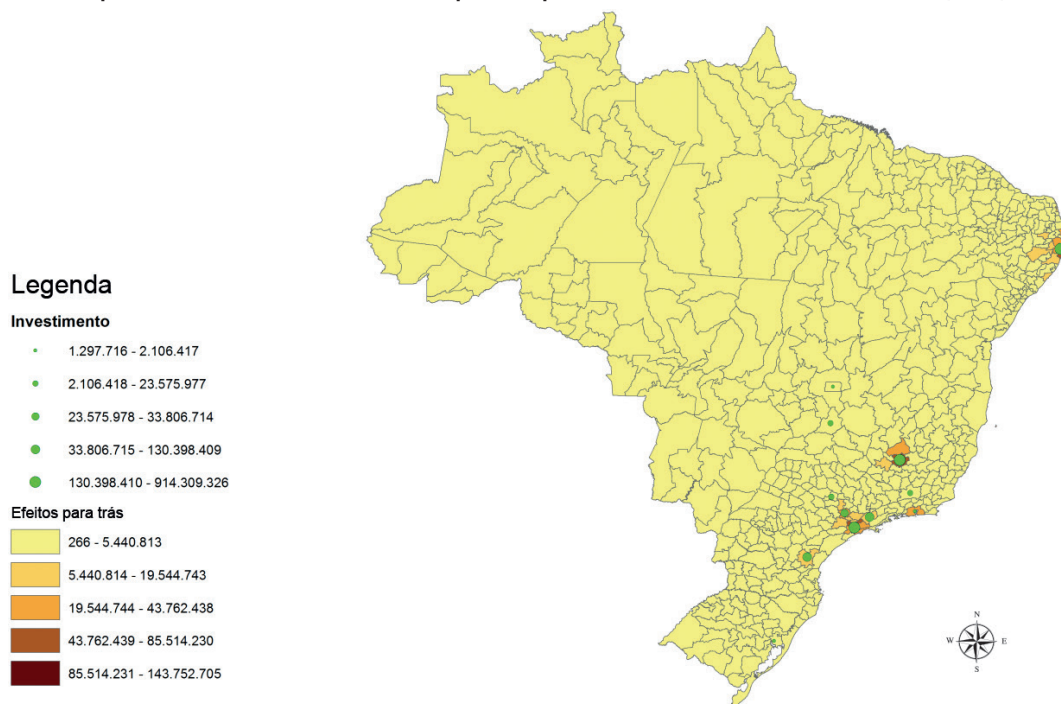 Legenda
Investimento
1.297.716 - 2.106.417
2.106.418 - 23.575.977
23.575.978 - 33.806.714
33.806.715 - 130.398.409
130.398.410 - 914.309.326
Efeitos para trás
266 - 5.440.813
5.440.814 - 19.544.743
19.544.744 - 43.762.438
43.762.439 - 85.514.230
85.514.231 - 143.752.705
N
W E
S